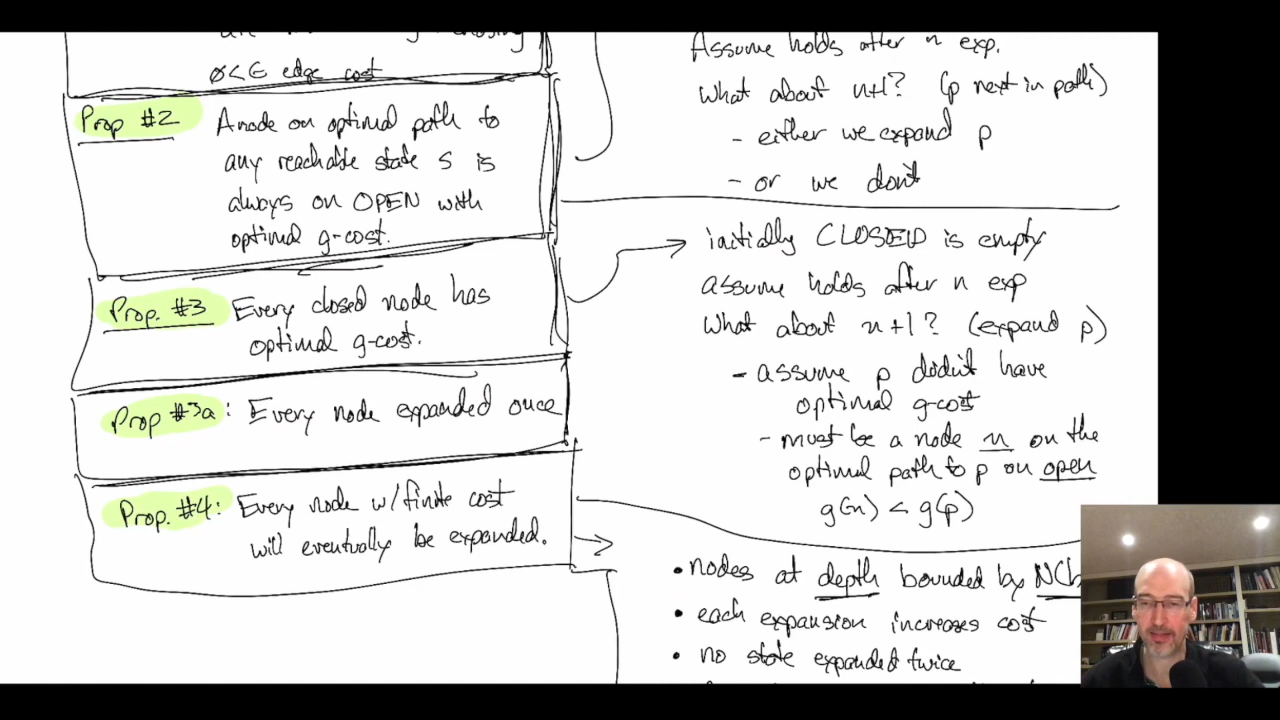 ø < ε edge cost
Prop #2 A node on optimal path to
any reachable state s is
always on OPEN with
optimal g-cost.
Prop. #3 Every closed node has
optimal g-cost.
Prop #3a: Every node expanded once
Prop. #4: Every node w/finite cost
will eventually be expanded.
Assume holds after n exp.
What about n+1? (p next in path)
- either we expand p
- or we don't
initially CLOSED is empty
assume holds after n exp
What about n+1? (expand p)
- assume p didn't have
optimal g-cost
- must be a node n on the
optimal path to p on open
g(n) < g(p)
• nodes at depth bounded by
• each expansion increases cost
• no state expanded twice